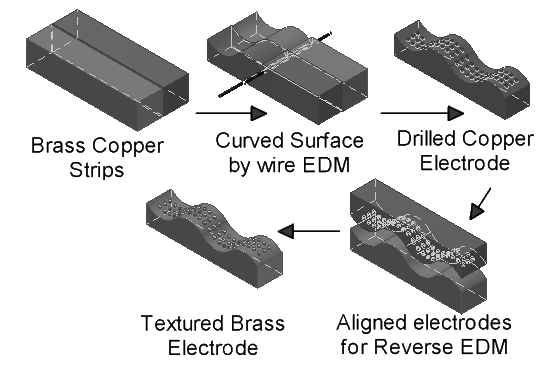 Brass Copper
Strips
Curved Surface
by wire EDM
Drilled Copper
Electrode
Textured Brass
Electrode
Aligned electrodes
for Reverse EDM